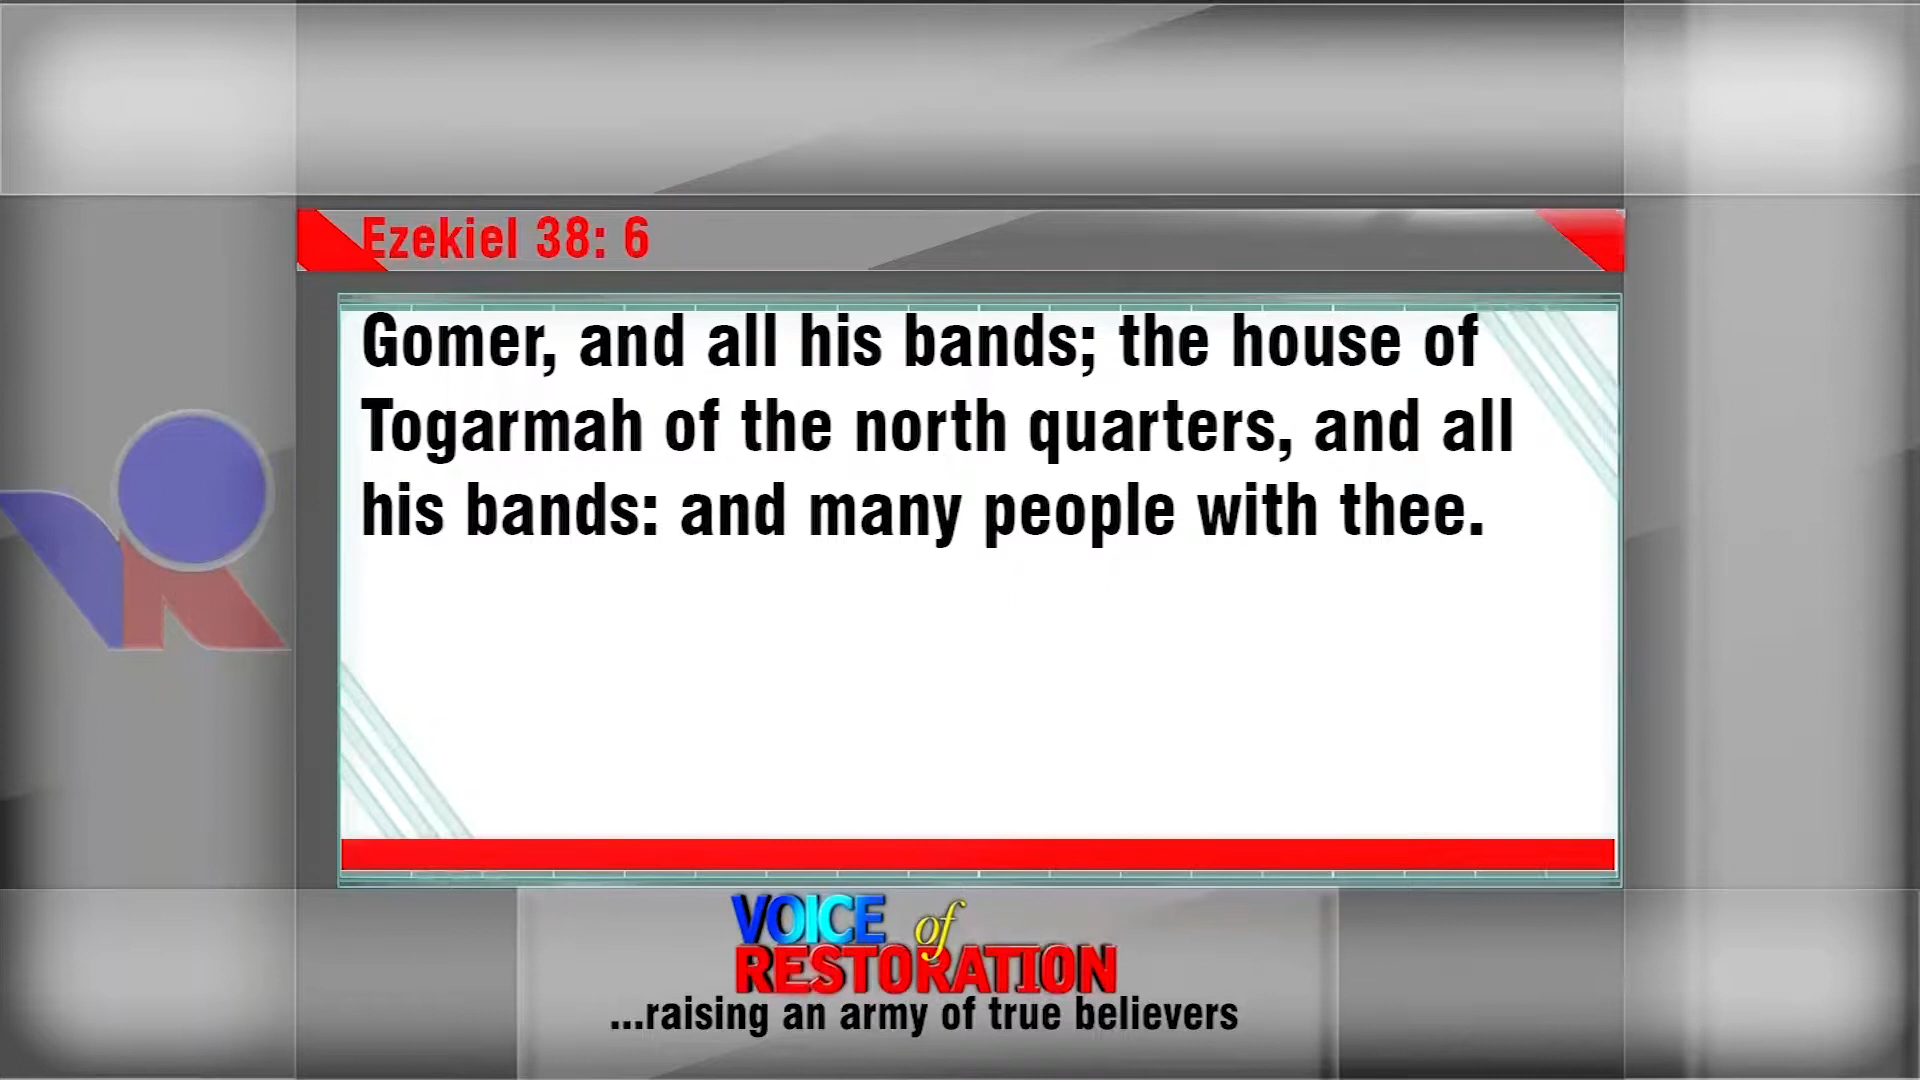 Ezekiel 38: 6
Gomer, and all his bands; the house of
Togarmah of the north quarters, and all
his bands: and many people with thee.
VOICE of
RESTORATION
...raising an army of true believers